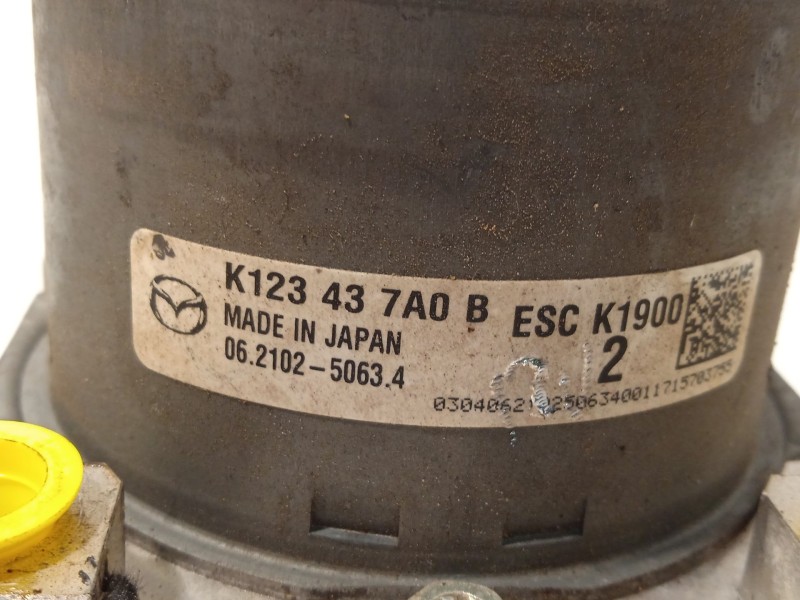 K123 43 7A0 B ESC K1900
MADE IN JAPAN
2
06.2102-5063.4